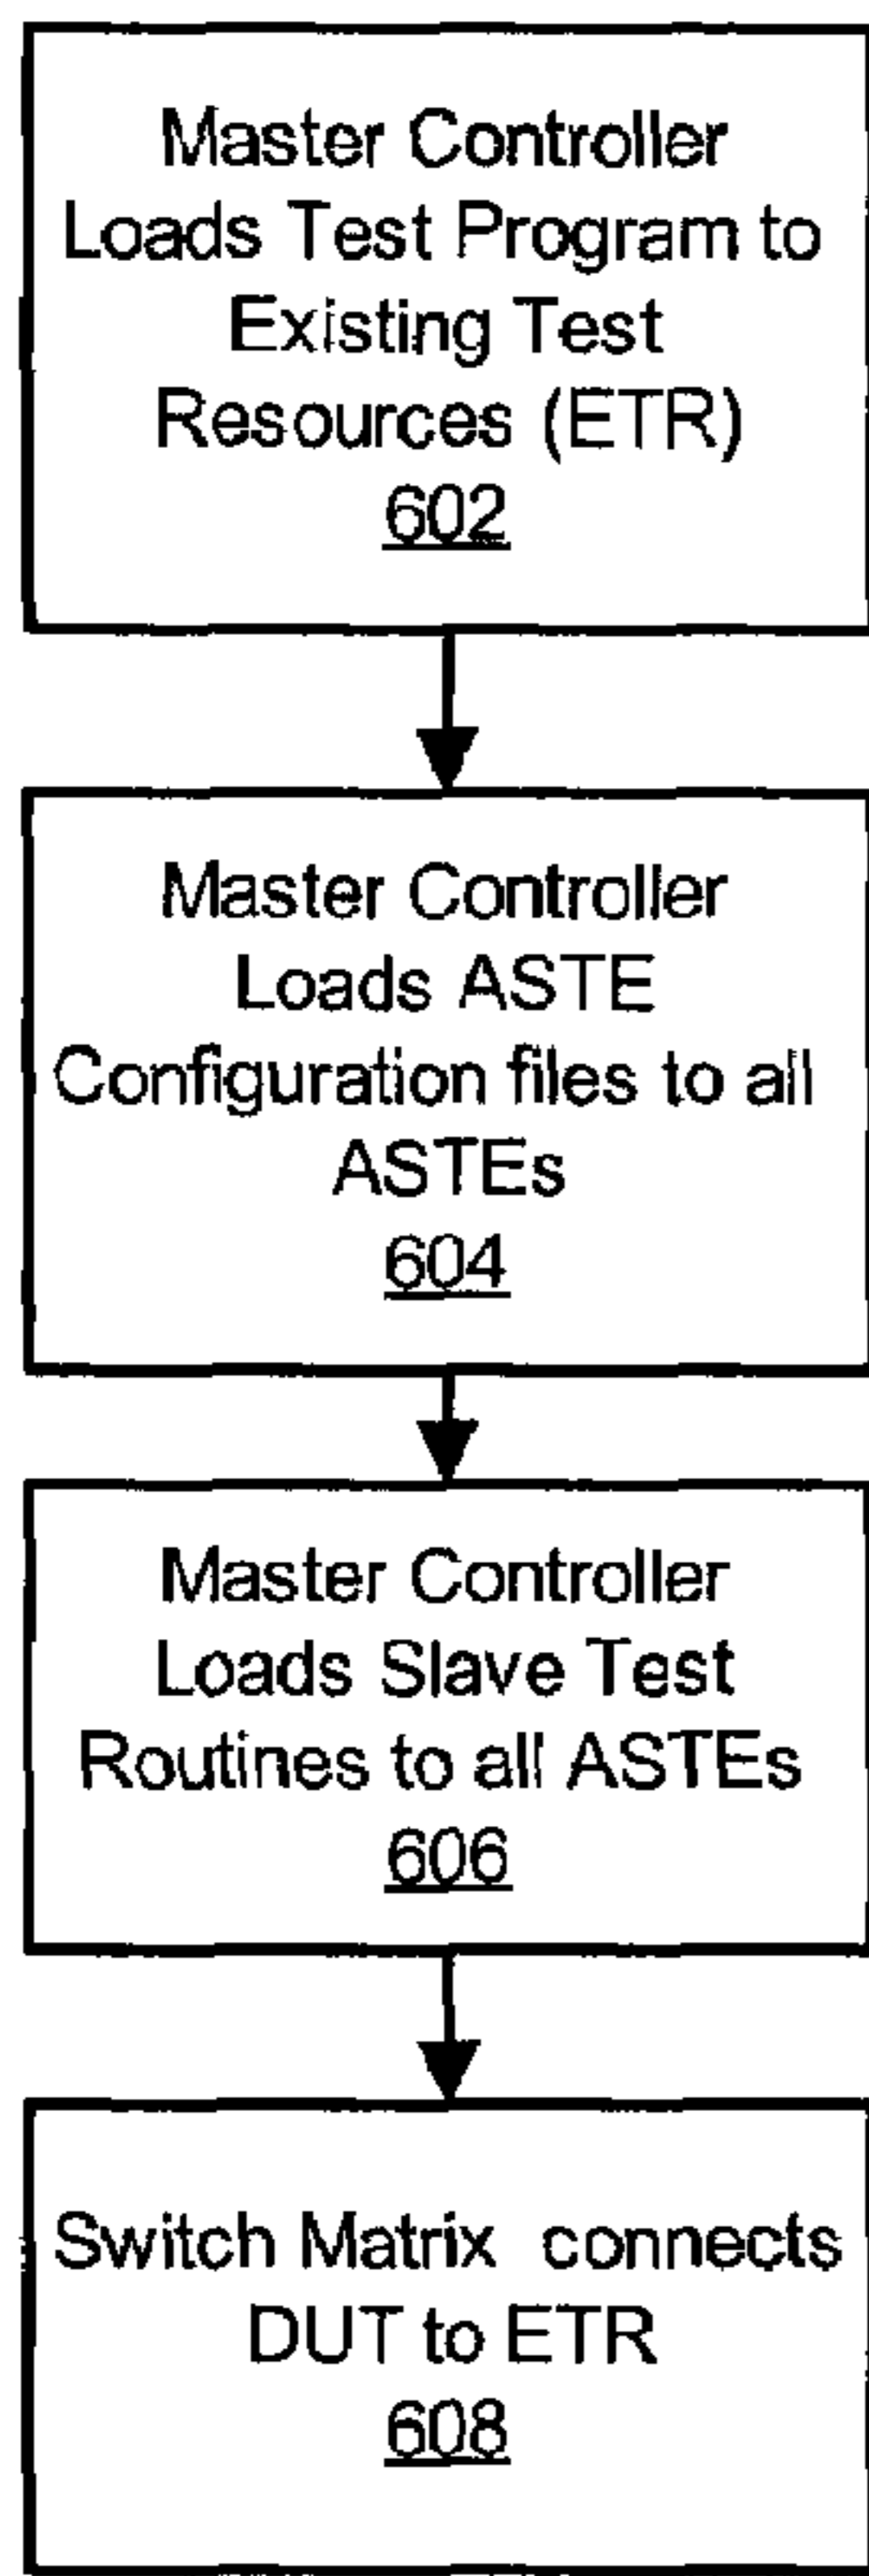 Master Controller
Loads Test Program to
Existing Test
Resources (ETR)
602
Master Controller
Loads ASTE
Configuration files to all
ASTEs
604
Master Controller
Loads Slave Test
Routines to all ASTEs
606
Switch Matrix connects
DUT to ETR
608